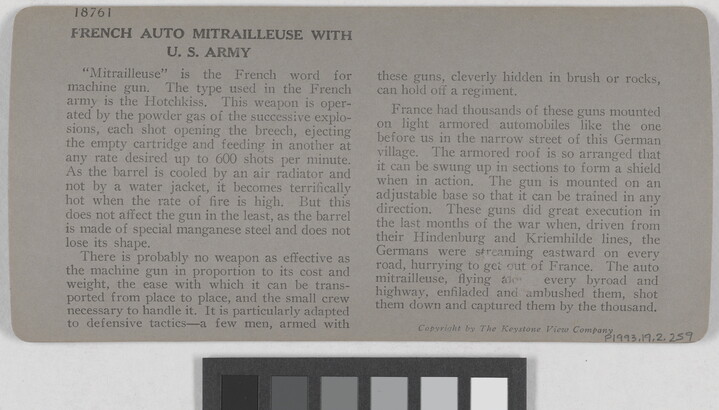 18761
FRENCH AUTO MITRAILLEUSE WITH
U. S. ARMY
"Mitrailleuse" is the French word for
machine gun. The type used in the French
army is the Hotchkiss. This weapon is oper-
ated by the powder gas of the successive explo-
sions, each shot opening the breech, ejecting
the empty cartridge and feeding in another at
any rate desired up to 600 shots per minute.
As the barrel is cooled by an air radiator and
not by a water jacket, it becomes terrifically
hot when the rate of fire is high. But this
does not affect the gun in the least, as the barrel
is made of special manganese steel and does not
lose its shape.
There is probably no weapon as effective as
the machine gun in proportion to its cost and
weight, the ease with which it can be trans-
ported from place to place, and the small crew
necessary to handle it. It is particularly adapted
to defensive tactics—a few men, armed with
these guns, cleverly hidden in brush or rocks,
can hold off a regiment.
France had thousands of these guns mounted
on light armored automobiles like the one
before us in the narrow street of this German
village. The armored roof is so arranged that
it can be swung up in sections to form a shield
when in action. The gun is mounted on an
adjustable base so that it can be trained in any
direction. These guns did great execution in
the last months of the war when, driven from
their Hindenburg and Kriemhilde lines, the
Germans were streaming eastward on every
road, hurrying to get out of France. The auto
mitrailleuse, flying every byroad and
highway, enfiladed and ambushed them, shot
them down and captured them by the thousand.
Copyright by The Keystone View Company
P1993.19.2.259